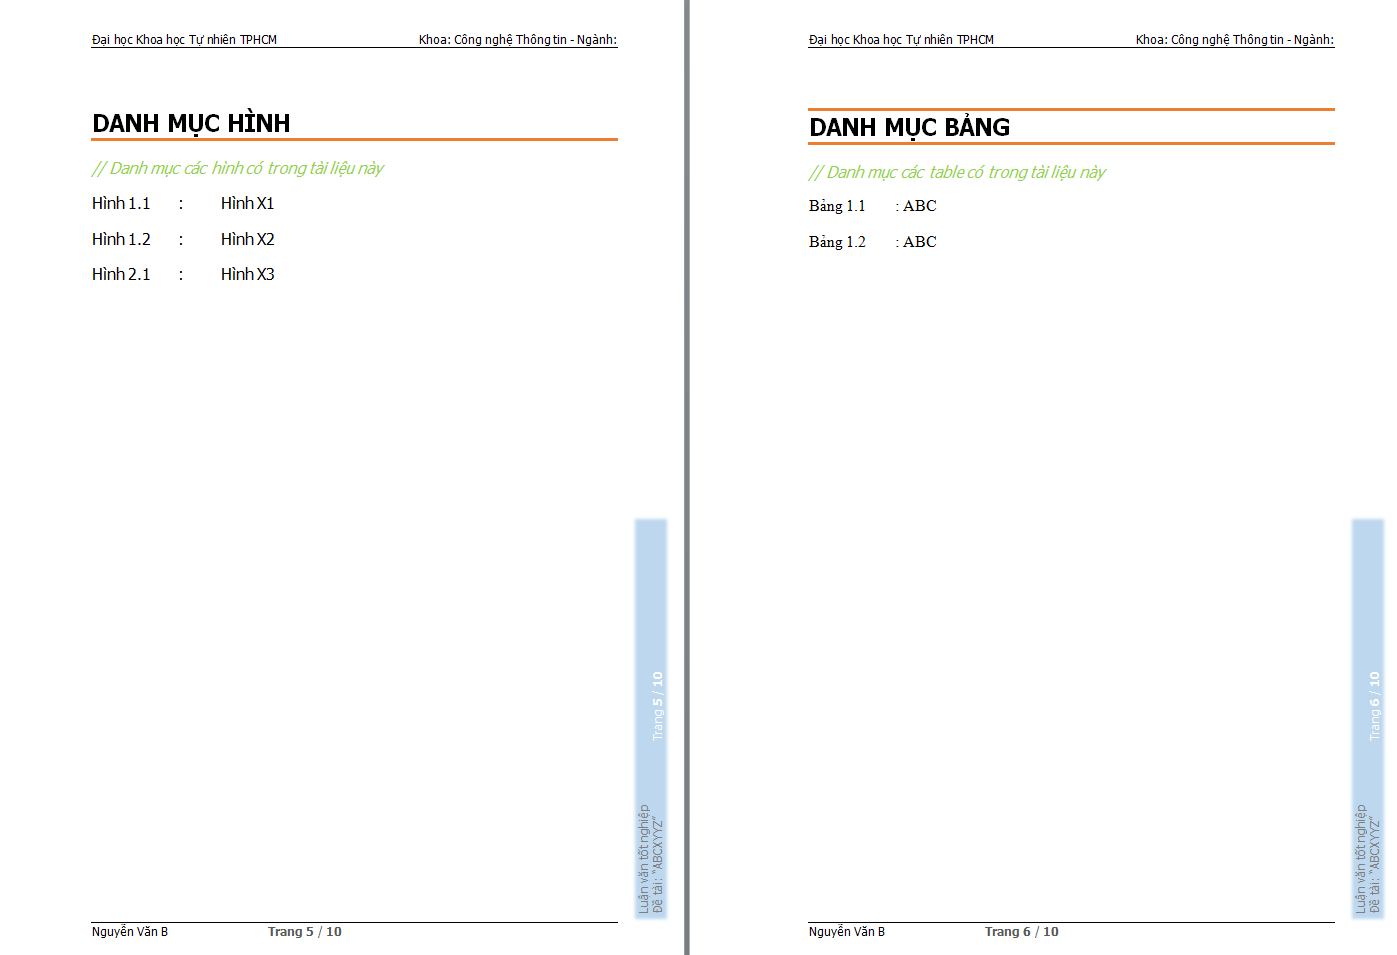 Đại học Khoa học Tự nhiên TPHCM Khoa: Công nghệ Thông tin - Ngành:
DANH MỤC HÌNH
// Danh mục các hình có trong tài liệu này
Hình 1.1 : Hình X1
Hình 1.2 : Hình X2
Hình 2.1 : Hình X3
Trang 5 / 10
Luận văn tốt nghiệp
Đề tài: “ABCXYYZ”
Nguyễn Văn B Trang 5 / 10
Đại học Khoa học Tự nhiên TPHCM Khoa: Công nghệ Thông tin - Ngành:
DANH MỤC BẢNG
// Danh mục các table có trong tài liệu này
Bảng 1.1 : ABC
Bảng 1.2 : ABC
Trang 6 / 10
Luận văn tốt nghiệp
Đề tài: “ABCXYYZ”
Nguyễn Văn B Trang 6 / 10